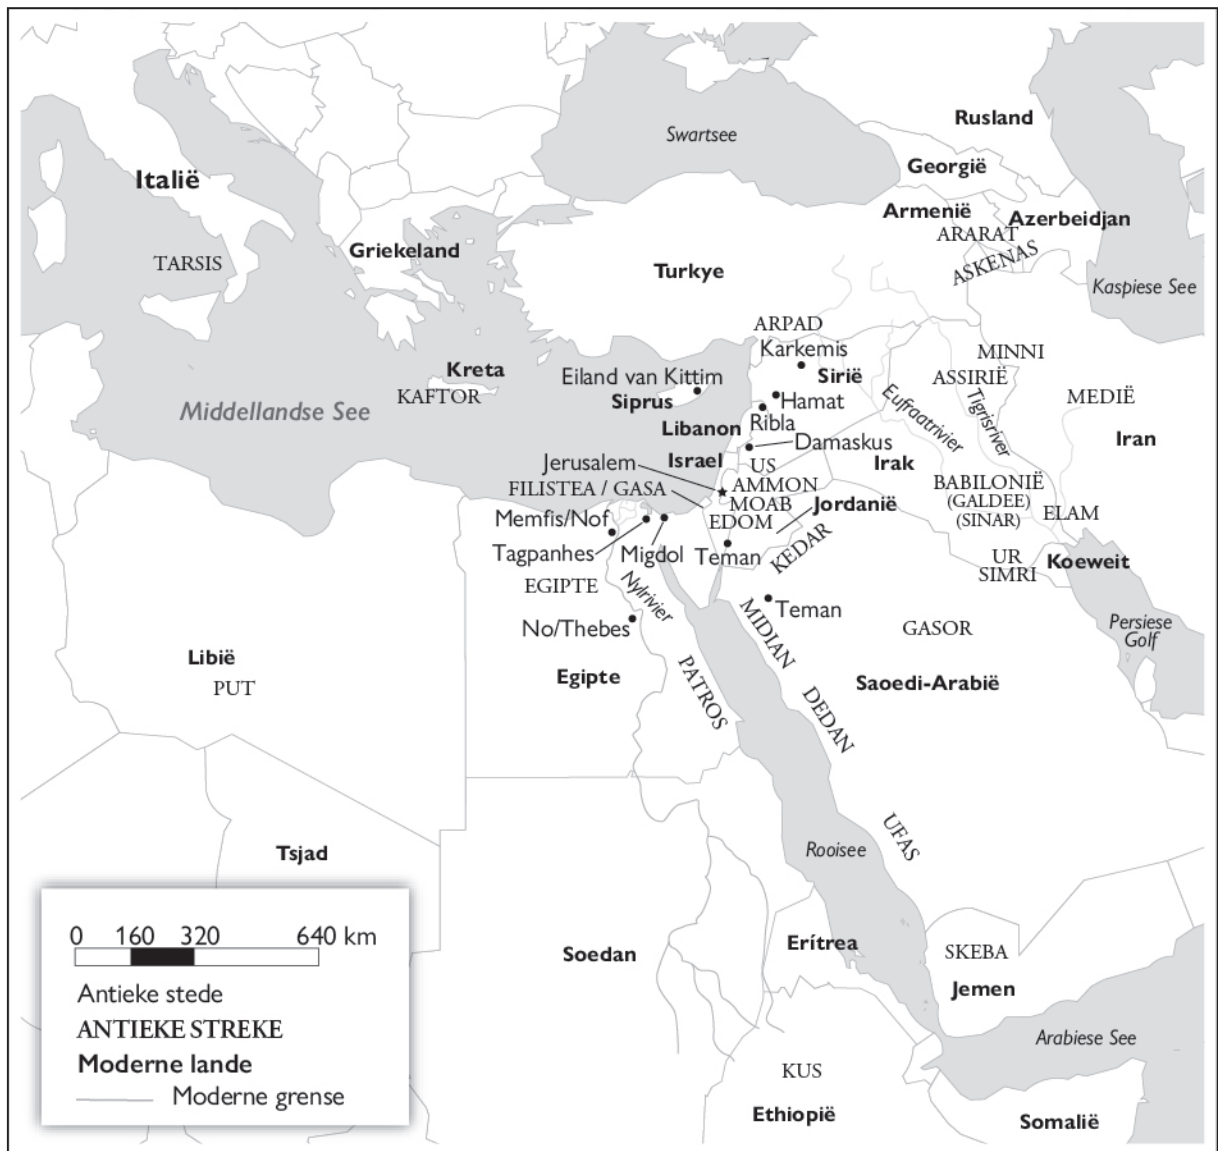 Rusland
Swartsee
Georgië
Italië
Armenië
Azerbeidjan
ARARAT
Griekeland
ASKENAS
TARSIS
Turkye
Kaspiese See
ARPAD
Karkemis
MINNI
Kreta
Eiland van Kittim
Sirië
ASSIRIË
KAFTOR
Siprus
Hamat
MEDIË
Middellandse See
Ribla
Eufraatrivier
Tigrisriver
Libanon
Damaskus
Iran
Jerusalem
Israel
US
Irak
FILISTEA / GASA
AMMON
BABILONIË
(GALDEE)
(SINAR)
MOAB
Jordanië
ELAM
Memfis/Nof
EDOM
Tagpanhes
Migdol
Teman
KEDAR
UR
SIMRI
Koeweit
EGIPTE
Nylrivier
Teman
No/Thebes
MIDIAN
GASOR
Persiese
Golf
Libië
PUT
Egipte
PATROS
DEDAN
Saoedi-Arabië
UFAS
Rooisee
Tsjad
0 160 320 640 km
Antieke stede
ANTIEKE STREKE
Moderne lande
Moderne grense
Soedan
Erítrea
SKEBA
Jemen
Arabiese See
KUS
Ethiopië
Somalië